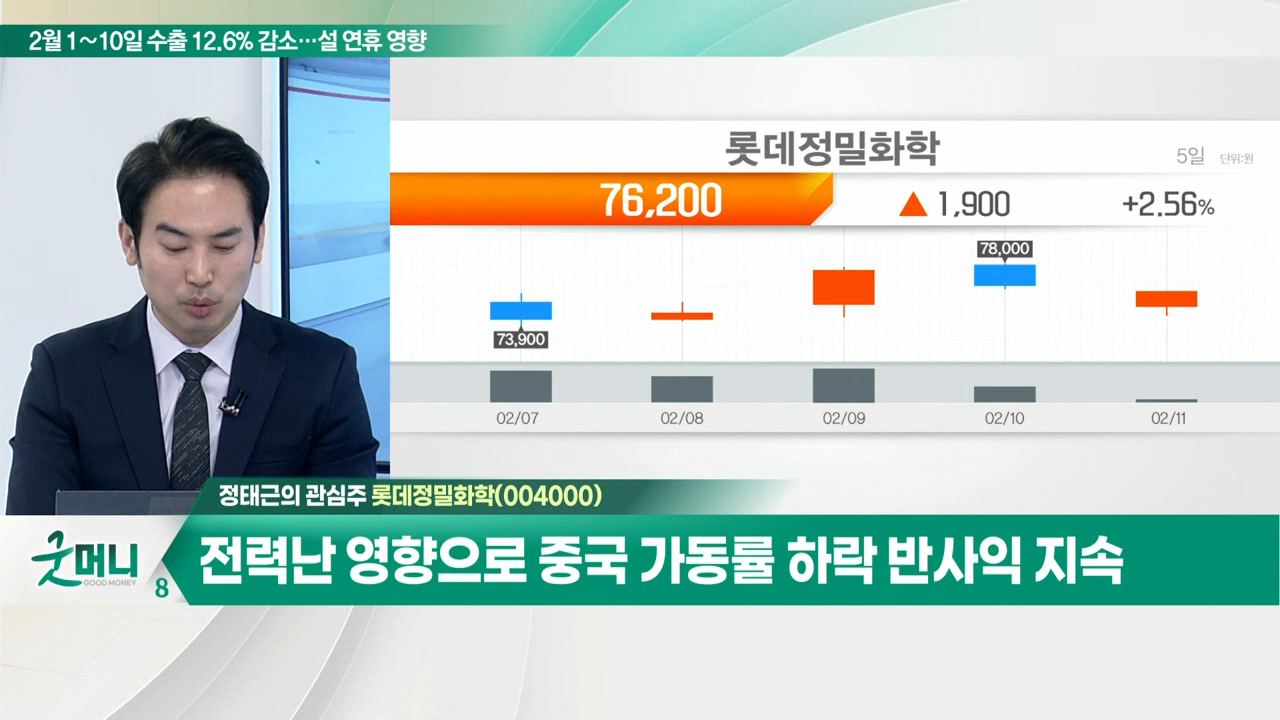 2월 1~10일 수출 12.6% 감소…설 연휴 영향
롯데정밀화학
5일 단위:원
76,200 ▲ 1,900 +2.56%
78,000
73,900
02/07 02/08 02/09 02/10 02/11
정태근의 관심주 롯데정밀화학(004000)
굿머니
GOOD MONEY
8
전력난 영향으로 중국 가동률 하락 반사익 지속